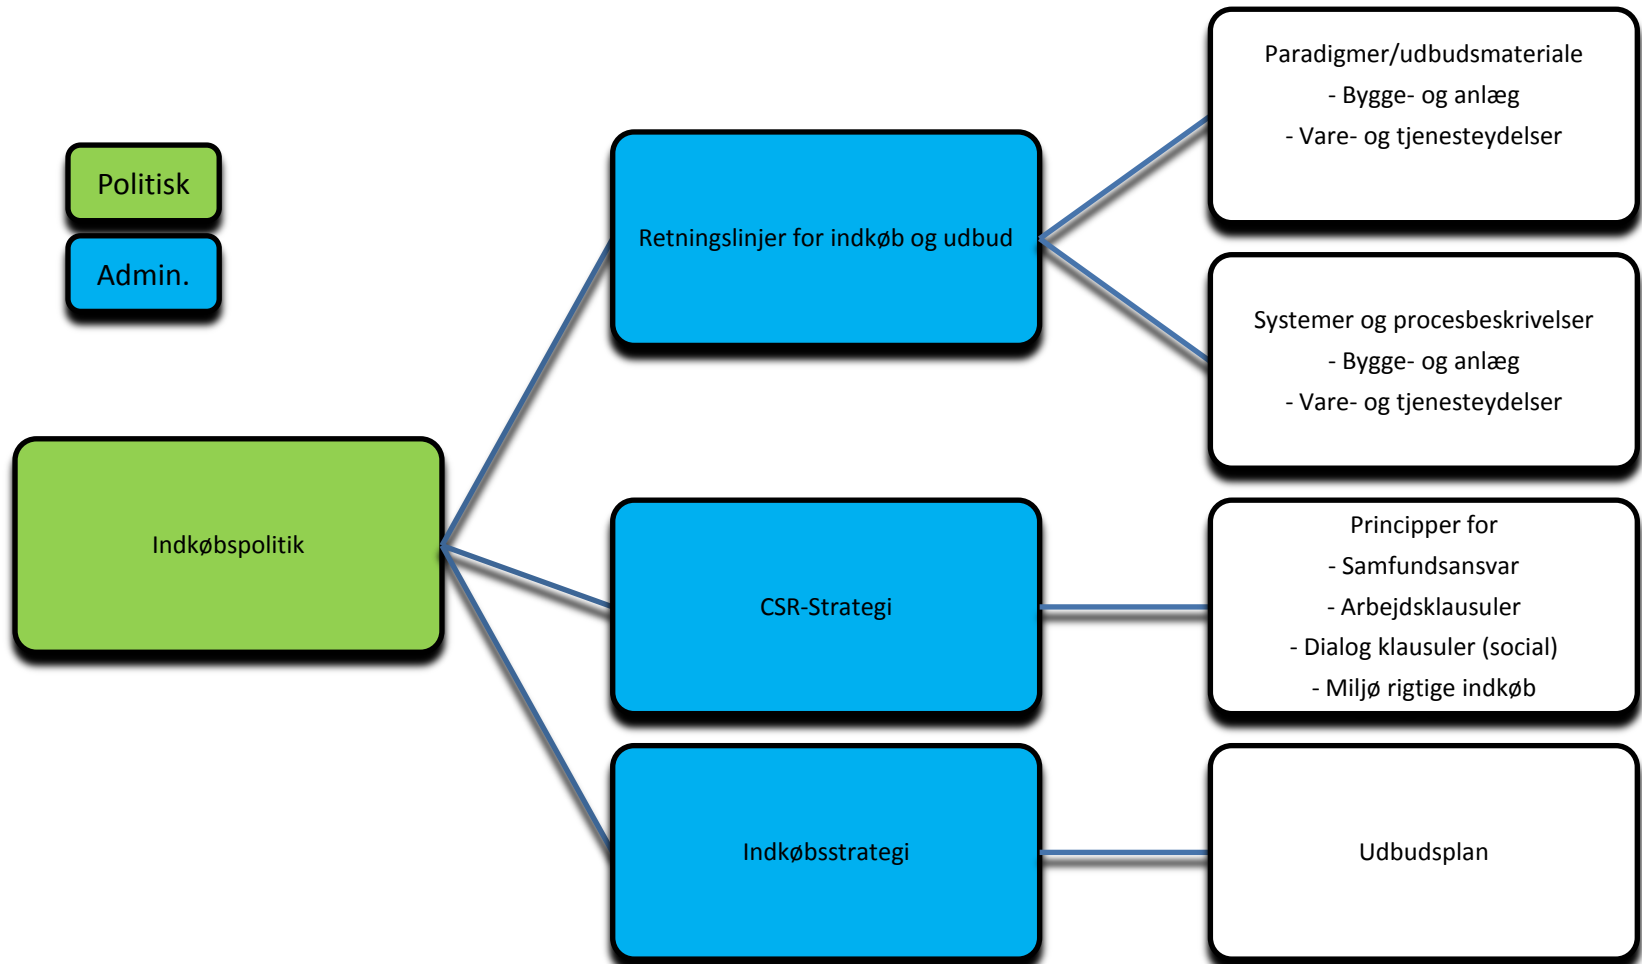 Politisk
Admin.
Indkøbspolitik
Retningslinjer for indkøb og udbud
CSR-Strategi
Indkøbsstrategi
Paradigmer/udbudsmateriale
- Bygge- og anlæg
- Vare- og tjenesteydelser
Systemer og procesbeskrivelser
- Bygge- og anlæg
- Vare- og tjenesteydelser
Principper for
- Samfundsansvar
- Arbejdsklausuler
- Dialog klausuler (social)
- Miljø rigtige indkøb
Udbudsplan